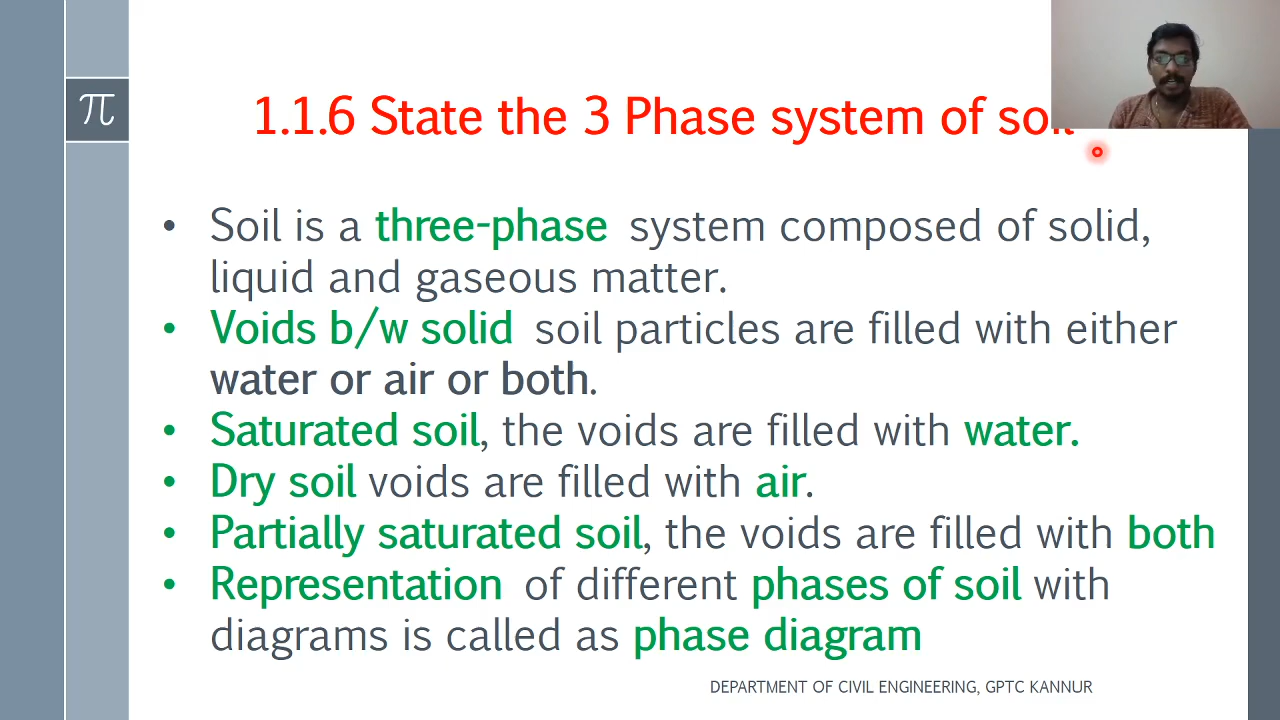 π
1.1.6 State the 3 Phase system of soil
• Soil is a three-phase system composed of solid,
liquid and gaseous matter.
• Voids b/w solid soil particles are filled with either
water or air or both.
• Saturated soil, the voids are filled with water.
• Dry soil voids are filled with air.
• Partially saturated soil, the voids are filled with both
• Representation of different phases of soil with
diagrams is called as phase diagram
DEPARTMENT OF CIVIL ENGINEERING, GPTC KANNUR